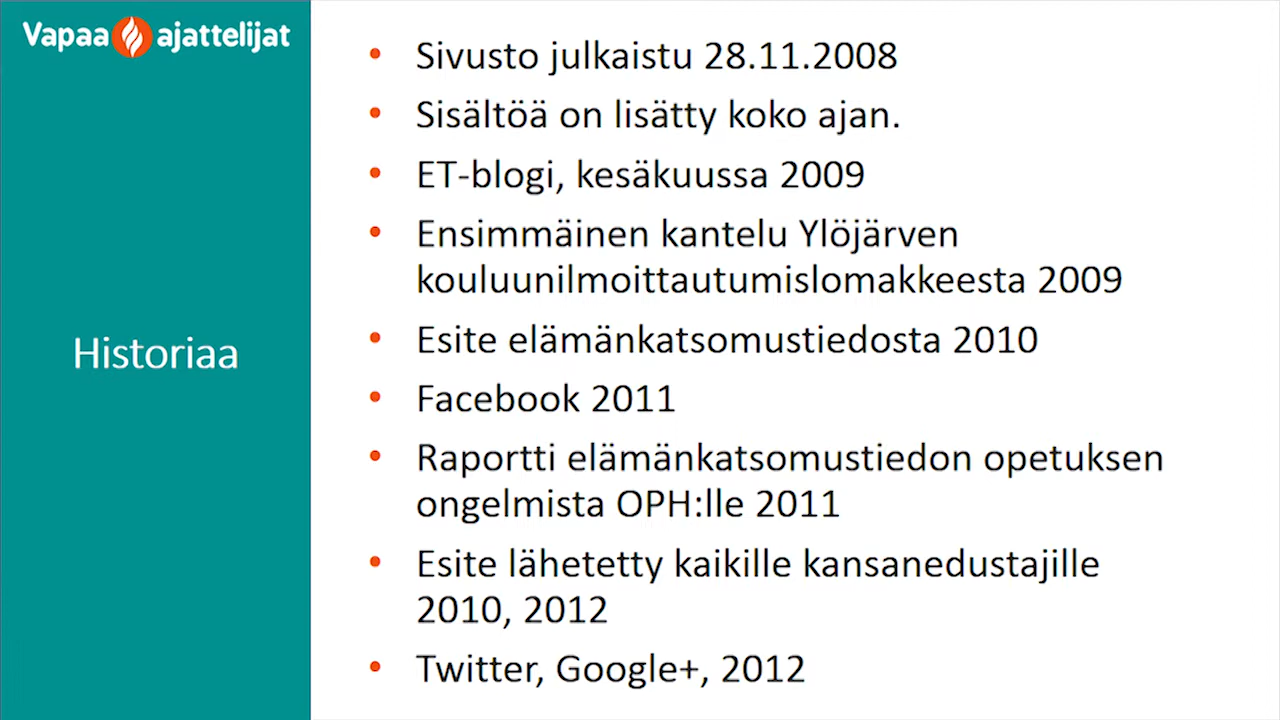 Vapaa ajattelijat
Historiaa
• Sivusto julkaistu 28.11.2008
• Sisältöä on lisätty koko ajan.
• ET-blogi, kesäkuussa 2009
• Ensimmäinen kantelu Ylöjärven
kouluunilmoittautumislomakkeesta 2009
• Esite elämänkatsomustiedosta 2010
• Facebook 2011
• Raportti elämänkatsomustiedon opetuksen
ongelmista OPH:lle 2011
• Esite lähetetty kaikille kansanedustajille
2010, 2012
• Twitter, Google+, 2012